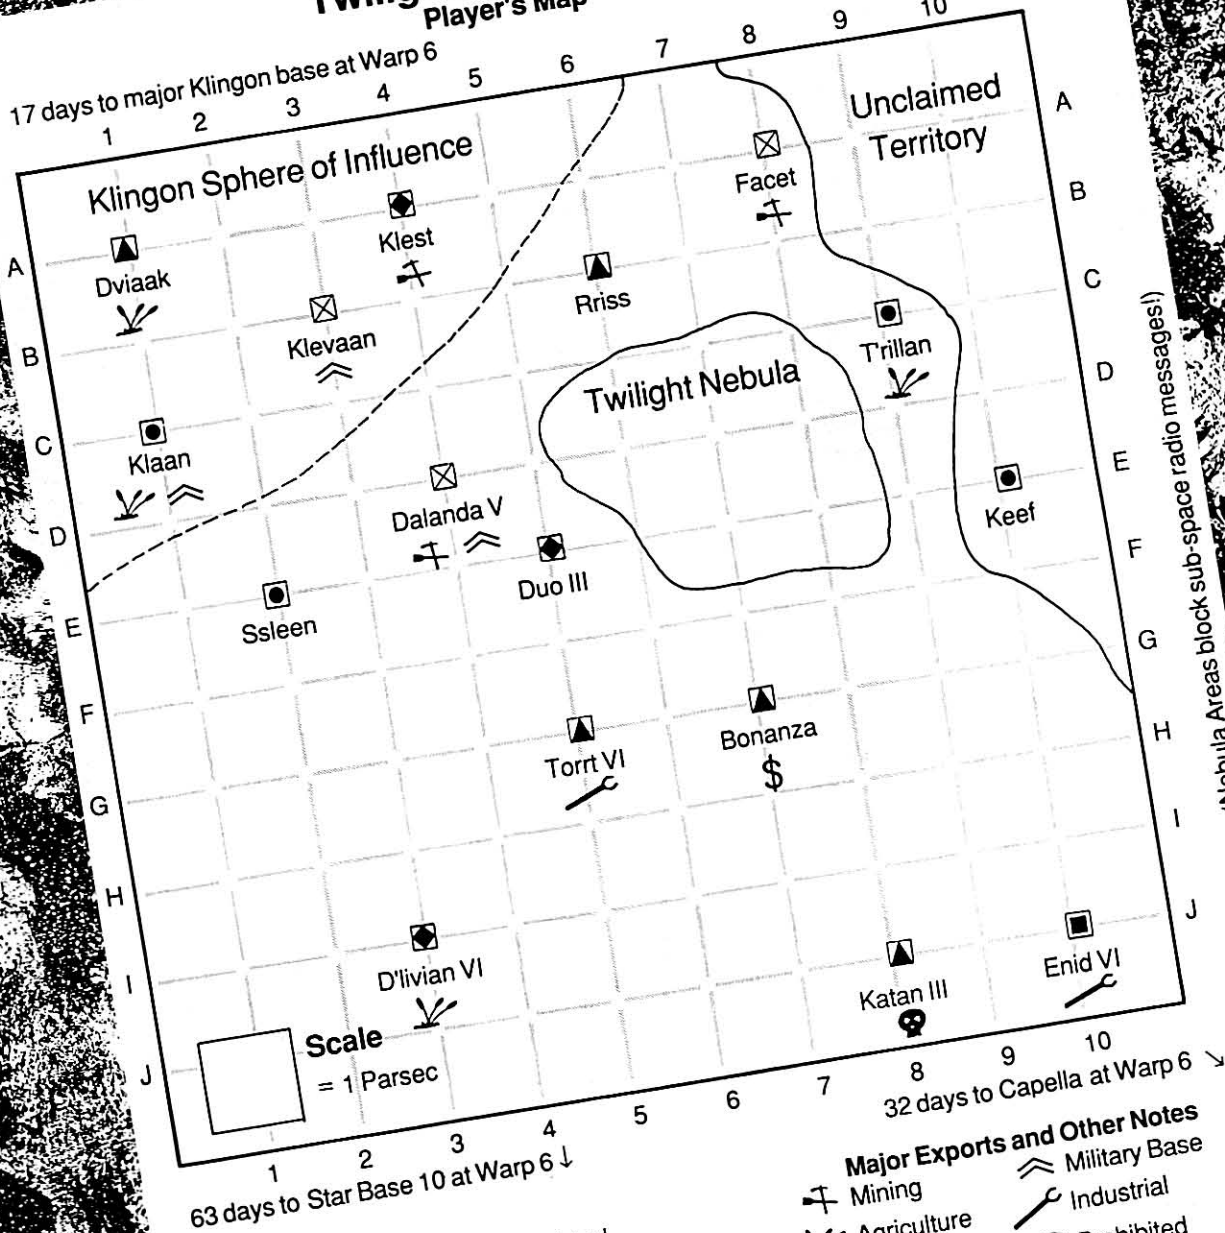 Player's Map
17 days to major Klingon base at Warp 6
1 2 3 4 5 6 7 8 9 10
Klingon Sphere of Influence
Unclaimed
Territory
A
B
C
D
E
F
G
H
I
J
A
B
C
D
E
F
G
H
I
J
Facet
Klest
Dviaak
Rriss
Klevaan
T'rillan
Twilight Nebula
Klaan
Dalanda V
Keef
Duo III
Ssleen
Bonanza
$
Torrt VI
D'livian VI
Katan III
Enid VI
Scale
= 1 Parsec
1 2 3 4 5 6 7 8 9 10
63 days to Star Base 10 at Warp 6 ↓
32 days to Capella at Warp 6 ↘
Nebula Areas block sub-space radio messages!)
Major Exports and Other Notes
Mining
Military Base
Agriculture
Industrial